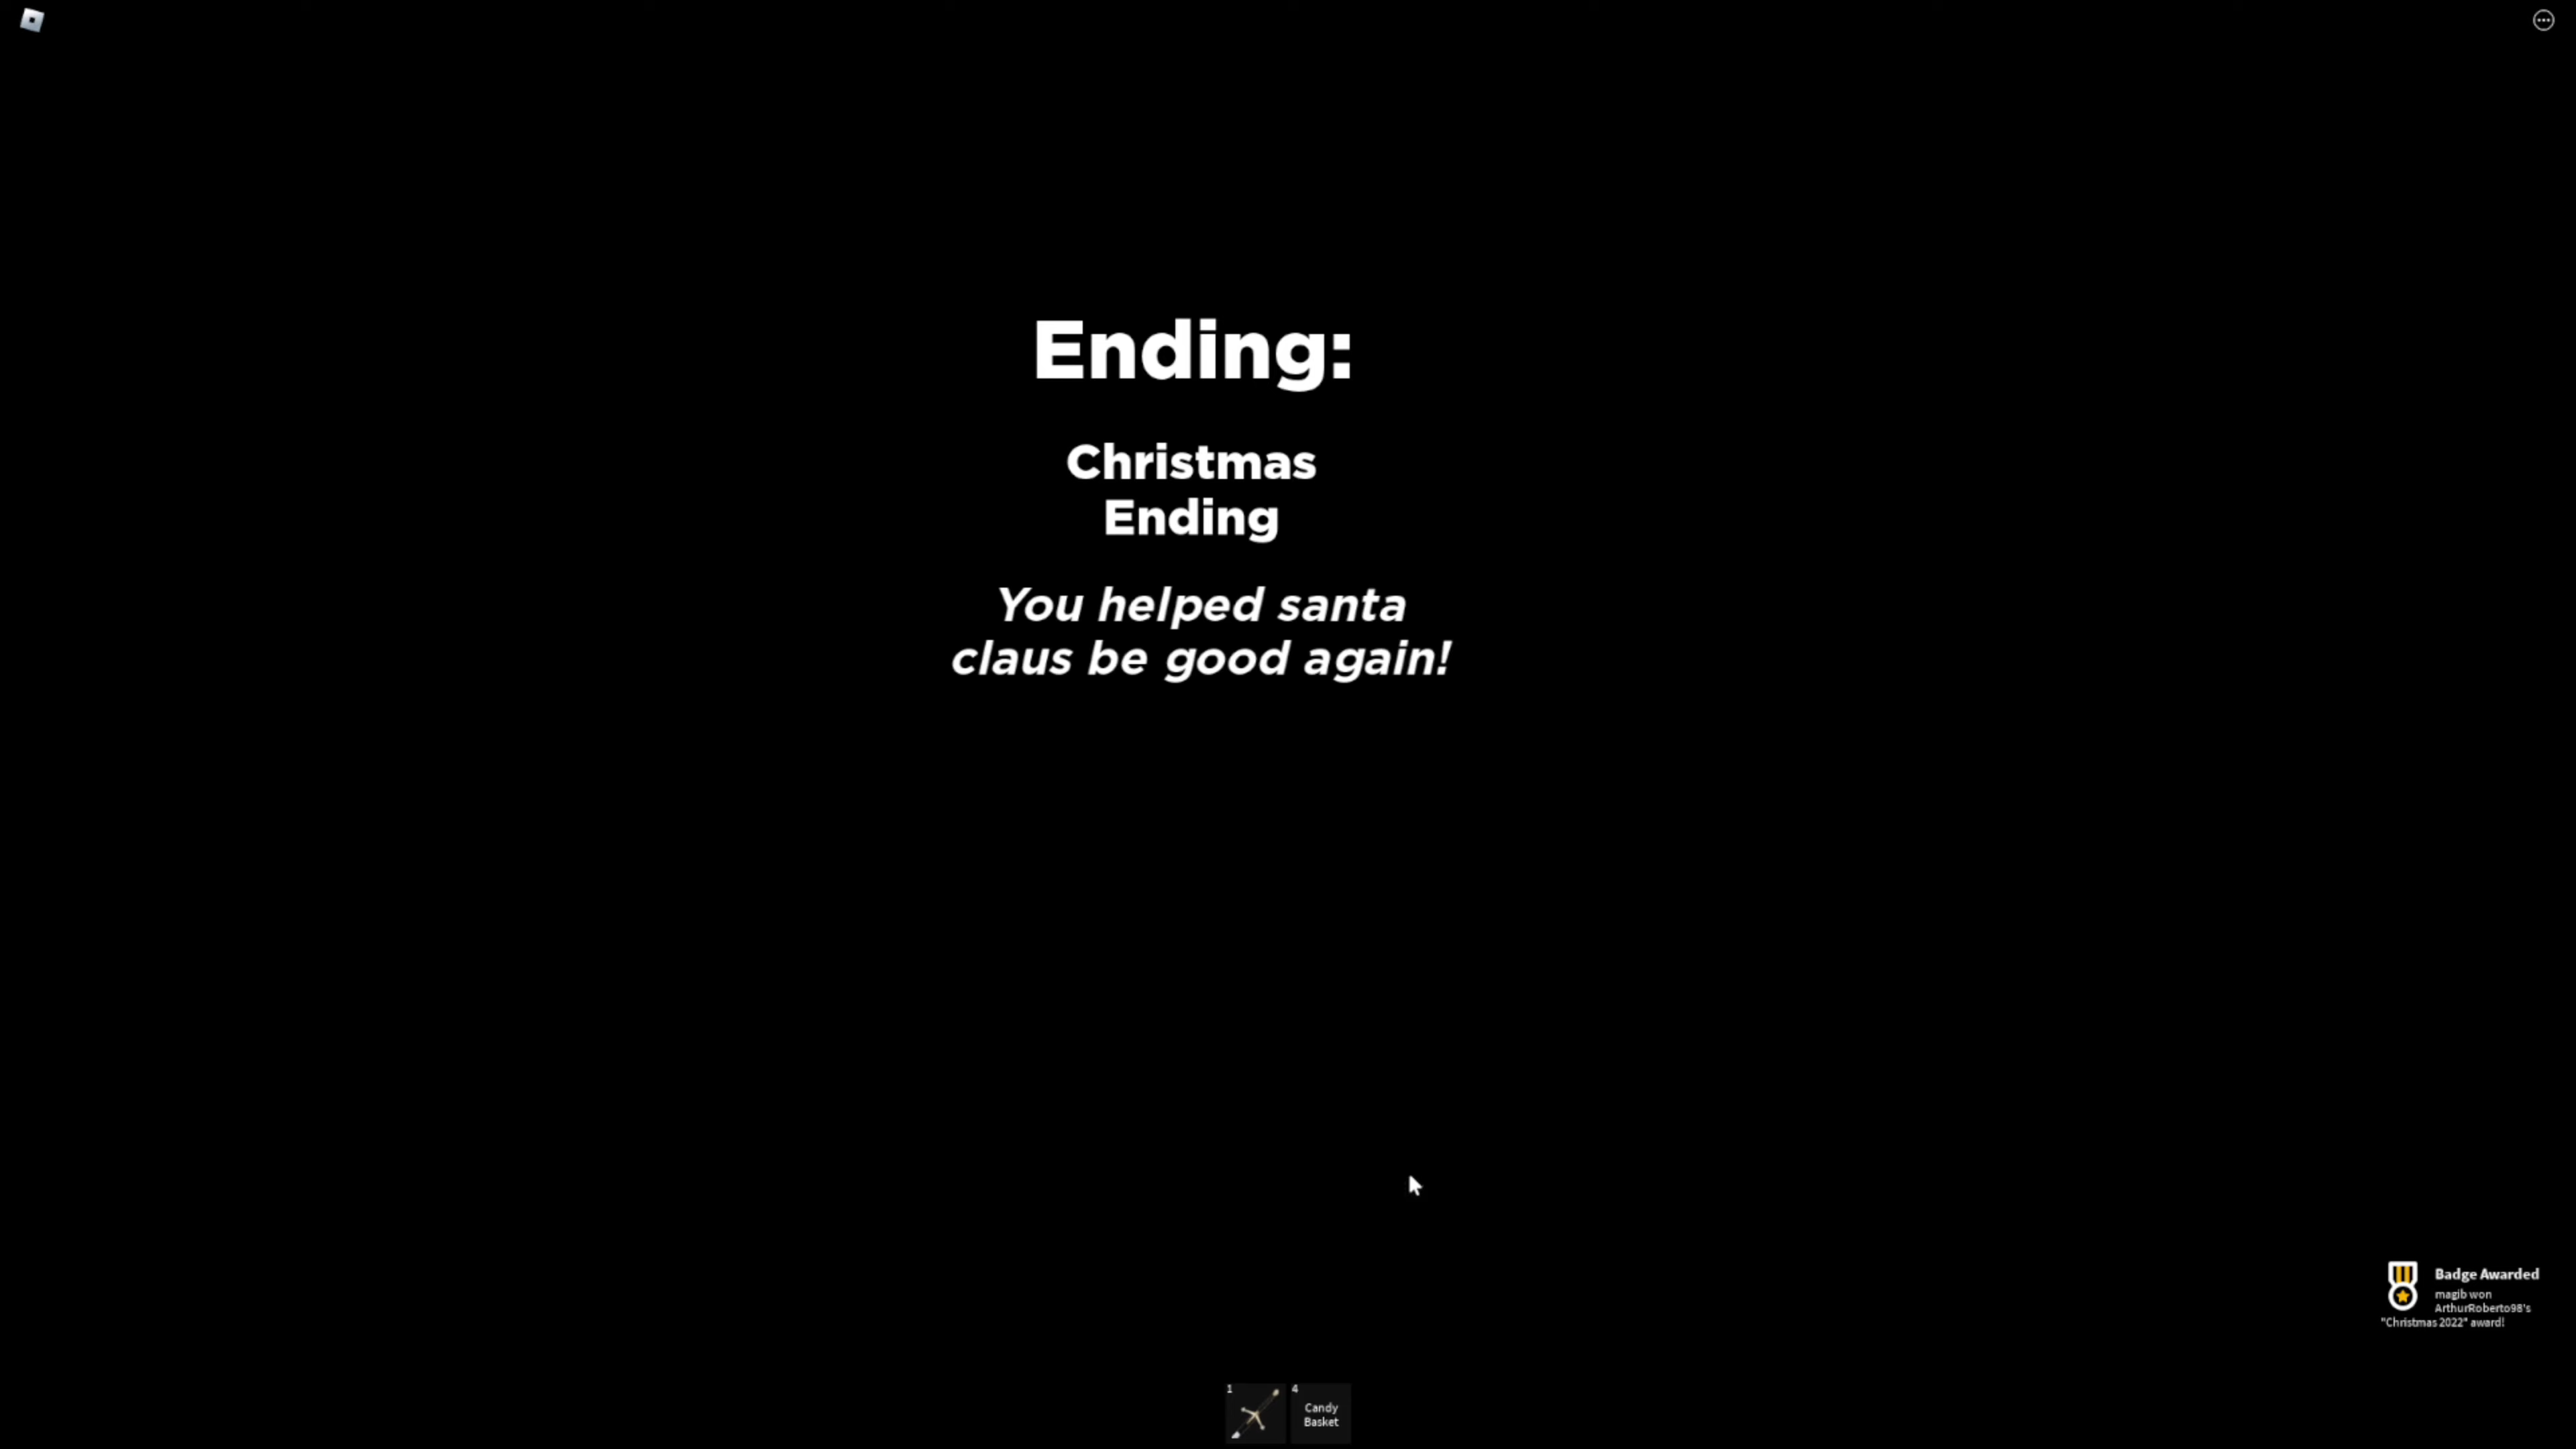 Ending:
Christmas
Ending
You helped santa
claus be good again!
Badge Awarded
magib won
ArthurRoberto98's
"Christmas 2022" award!
1
4
Candy
Basket